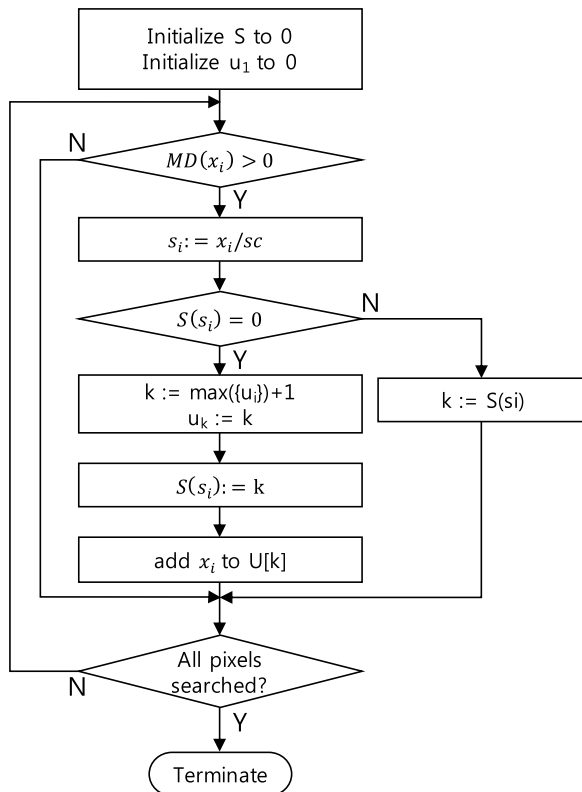 Initialize S to 0
Initialize u₁ to 0
N
MD(xᵢ) > 0
Y
sᵢ: = xᵢ/sc
N
S(sᵢ) = 0
Y
k := max({uᵢ})+1
uₖ := k
k := S(si)
S(sᵢ): = k
add xᵢ to U[k]
All pixels
searched?
N
Y
Terminate